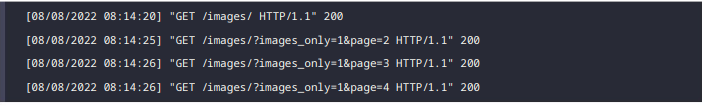 [08/08/2022 08:14:20] "GET /images/ HTTP/1.1" 200
[08/08/2022 08:14:25] "GET /images/?images_only=1&page=2 HTTP/1.1" 200
[08/08/2022 08:14:26] "GET /images/?images_only=1&page=3 HTTP/1.1" 200
[08/08/2022 08:14:26] "GET /images/?images_only=1&page=4 HTTP/1.1" 200